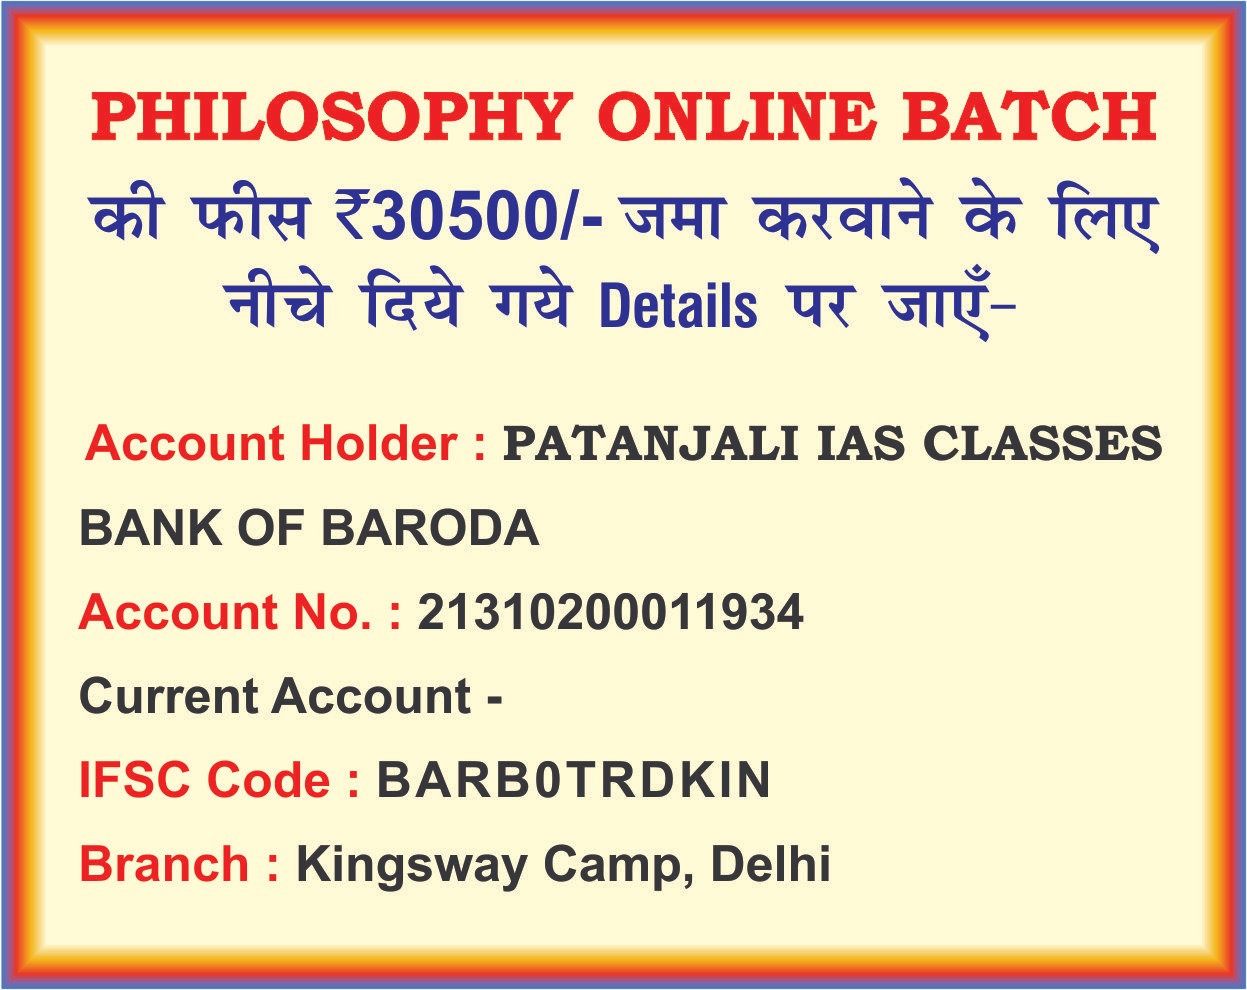 PHILOSOPHY ONLINE BATCH
की फीस ₹30500/- जमा करवाने के लिए
नीचे दिये गये Details पर जाएँ-
Account Holder : PATANJALI IAS CLASSES
BANK OF BARODA
Account No. : 21310200011934
Current Account -
IFSC Code : BARB0TRDKIN
Branch : Kingsway Camp, Delhi